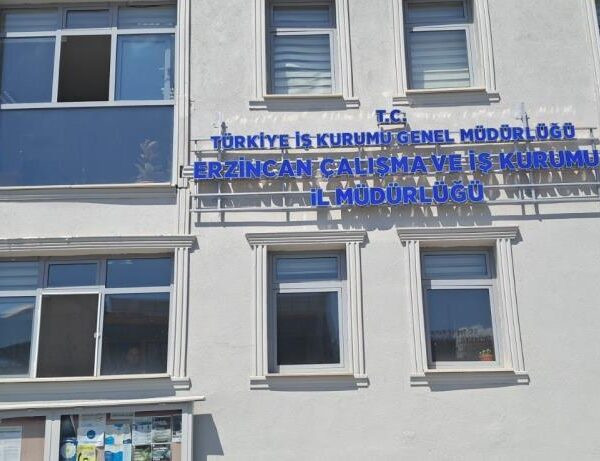 T.C.
TÜRKİYE İŞ KURUMU GENEL MÜDÜRLÜĞÜ
ERZİNCAN ÇALIŞMA VE İŞ KURUMU
İL MÜDÜRLÜĞÜ